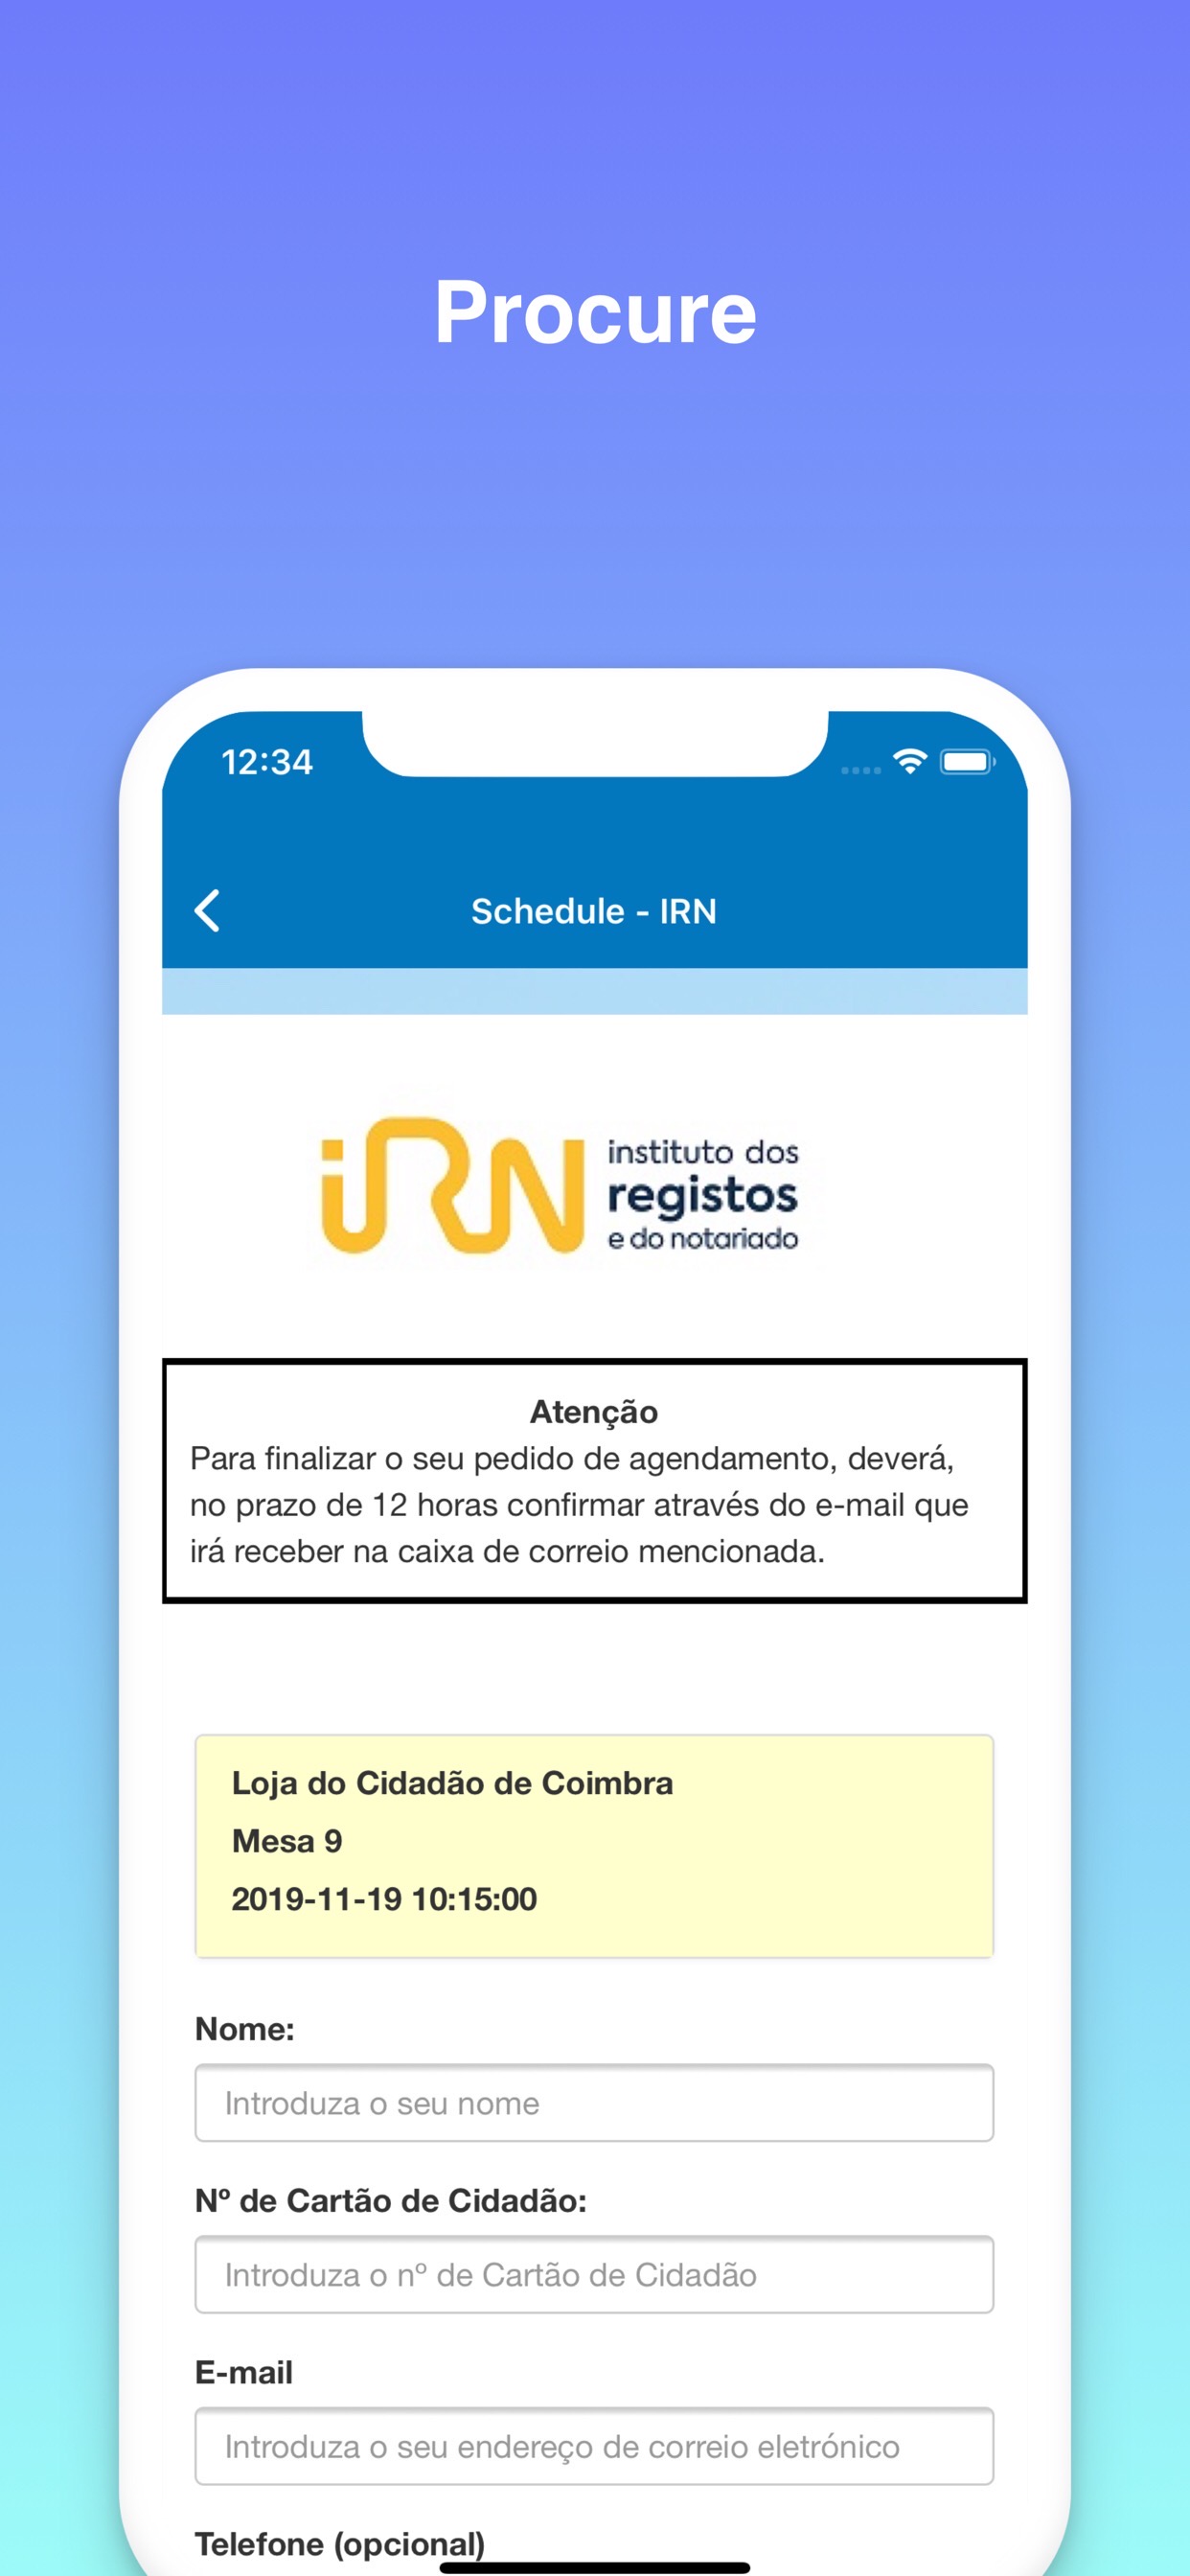 Procure
12:34
Schedule - IRN
iRN
instituto dos
registos
e do notariado
Atenção
Para finalizar o seu pedido de agendamento, deverá,
no prazo de 12 horas confirmar através do e-mail que
irá receber na caixa de correio mencionada.
Loja do Cidadão de Coimbra
Mesa 9
2019-11-19 10:15:00
Nome:
Introduza o seu nome
Nº de Cartão de Cidadão:
Introduza o nº de Cartão de Cidadão
E-mail
Introduza o seu endereço de correio eletrónico
Telefone (opcional)